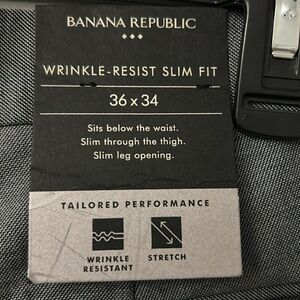 BANANA REPUBLIC
WRINKLE-RESIST SLIM FIT
36 x 34
Sits below the waist.
Slim through the thigh.
Slim leg opening.
TAILORED PERFORMANCE
WRINKLE
RESISTANT
STRETCH